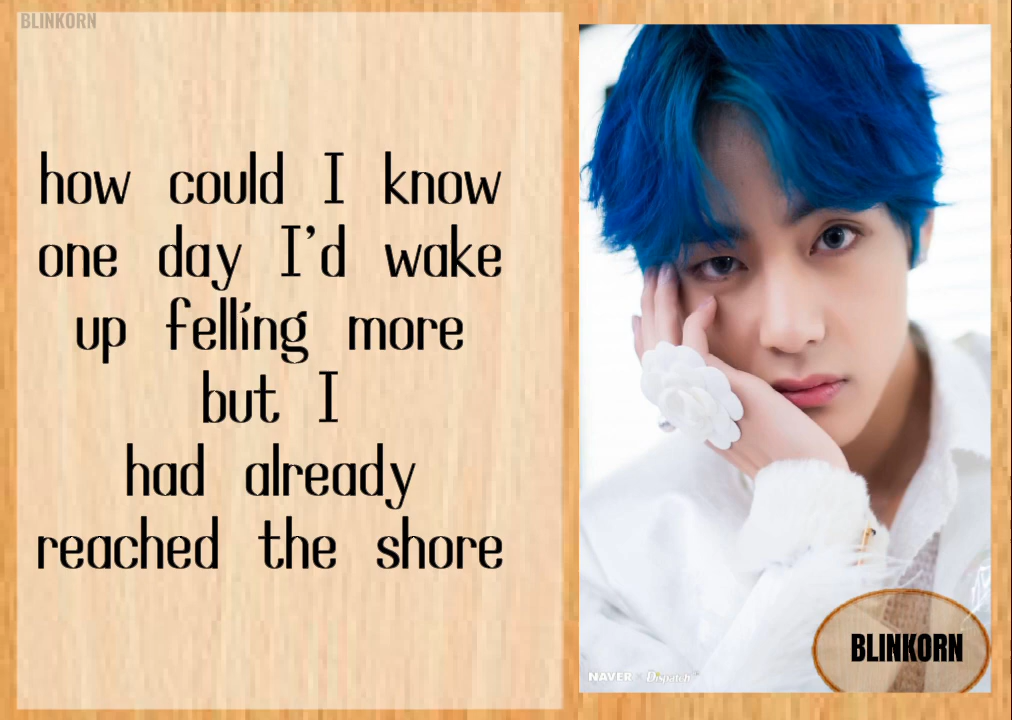 BLINKORN
how could I know
one day I'd wake
up felling more
but I
had already
reached the shore
NAVER × Dispatch
BLINKORN